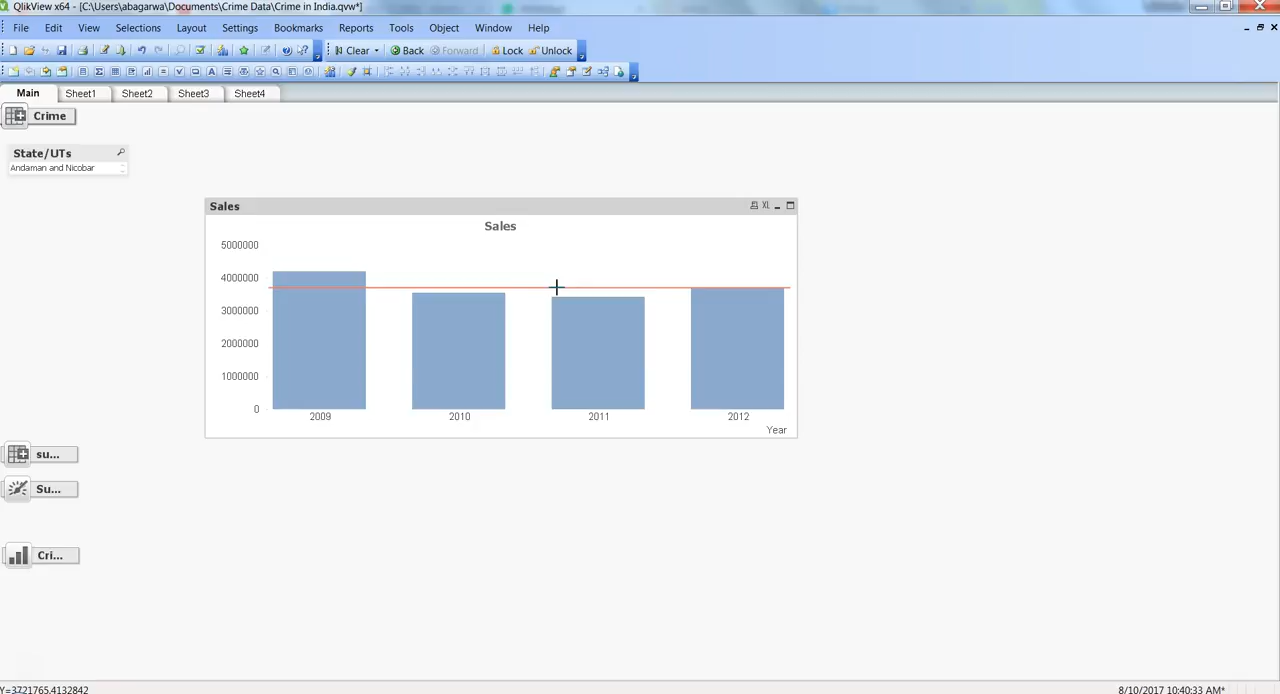 QlikView x64 - [C:\Users\abagarwa\Documents\Crime Data\Crime in India.qvw*]
File Edit View Selections Layout Settings Bookmarks Reports Tools Object Window Help
Clear Back Forward Lock Unlock
Main Sheet1 Sheet2 Sheet3 Sheet4
Crime
State/UTs
Andaman and Nicobar
Sales XL
Sales
5000000
4000000
3000000
2000000
1000000
0
2009 2010 2011 2012
Year
su...
Su...
Cri...
Y=3721765.4132842 8/10/2017 10:40:33 AM*